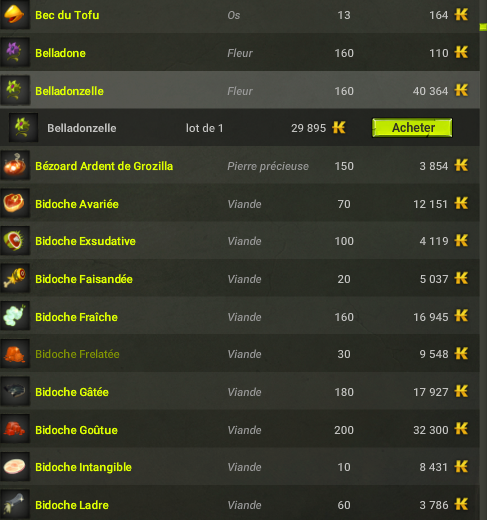 Bec du Tofu Os 13 164
Belladone Fleur 160 110
Belladonzelle Fleur 160 40 364
Belladonzelle lot de 1 29 895 Acheter
Bézoard Ardent de Grozilla Pierre précieuse 150 3 854
Bidoche Avariée Viande 70 12 151
Bidoche Exsudative Viande 100 4 119
Bidoche Faisandée Viande 20 5 037
Bidoche Fraîche Viande 160 16 945
Bidoche Frelatée Viande 30 9 548
Bidoche Gâtée Viande 180 17 927
Bidoche Goûtue Viande 200 32 300
Bidoche Intangible Viande 10 8 431
Bidoche Ladre Viande 60 3 786